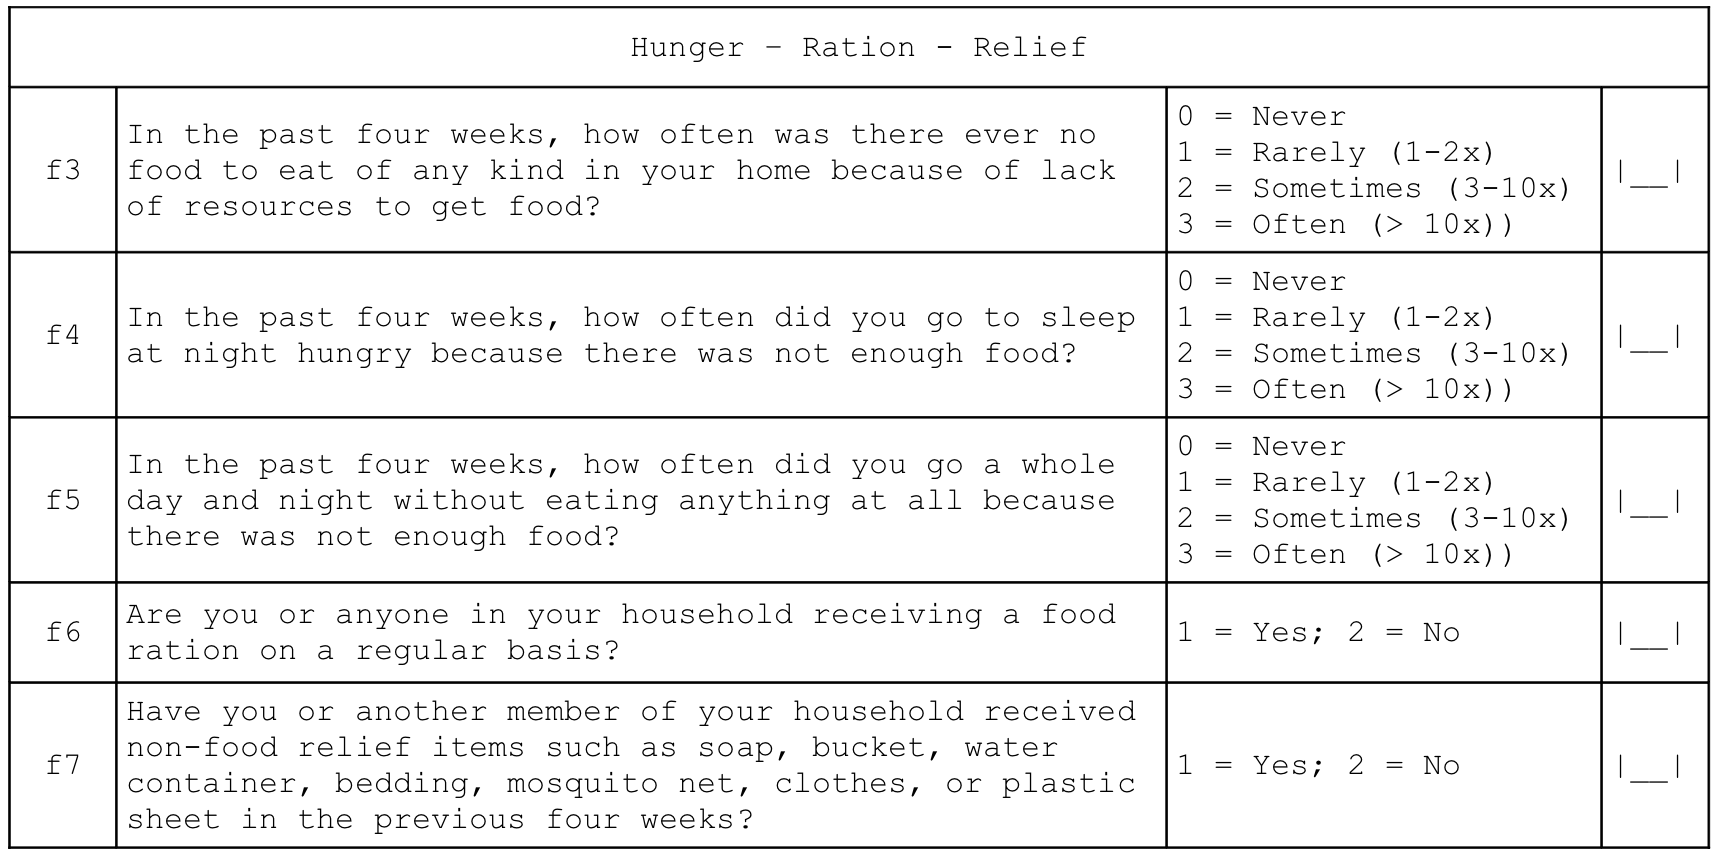 Hunger – Ration - Relief
f3
In the past four weeks, how often was there ever no
food to eat of any kind in your home because of lack
of resources to get food?
0 = Never
1 = Rarely (1-2x)
2 = Sometimes (3-10x)
3 = Often (> 10x))
|__|
f4
In the past four weeks, how often did you go to sleep
at night hungry because there was not enough food?
0 = Never
1 = Rarely (1-2x)
2 = Sometimes (3-10x)
3 = Often (> 10x))
|__|
f5
In the past four weeks, how often did you go a whole
day and night without eating anything at all because
there was not enough food?
0 = Never
1 = Rarely (1-2x)
2 = Sometimes (3-10x)
3 = Often (> 10x))
|__|
f6
Are you or anyone in your household receiving a food
ration on a regular basis?
1 = Yes; 2 = No
|__|
f7
Have you or another member of your household received
non-food relief items such as soap, bucket, water
container, bedding, mosquito net, clothes, or plastic
sheet in the previous four weeks?
1 = Yes; 2 = No
|__|